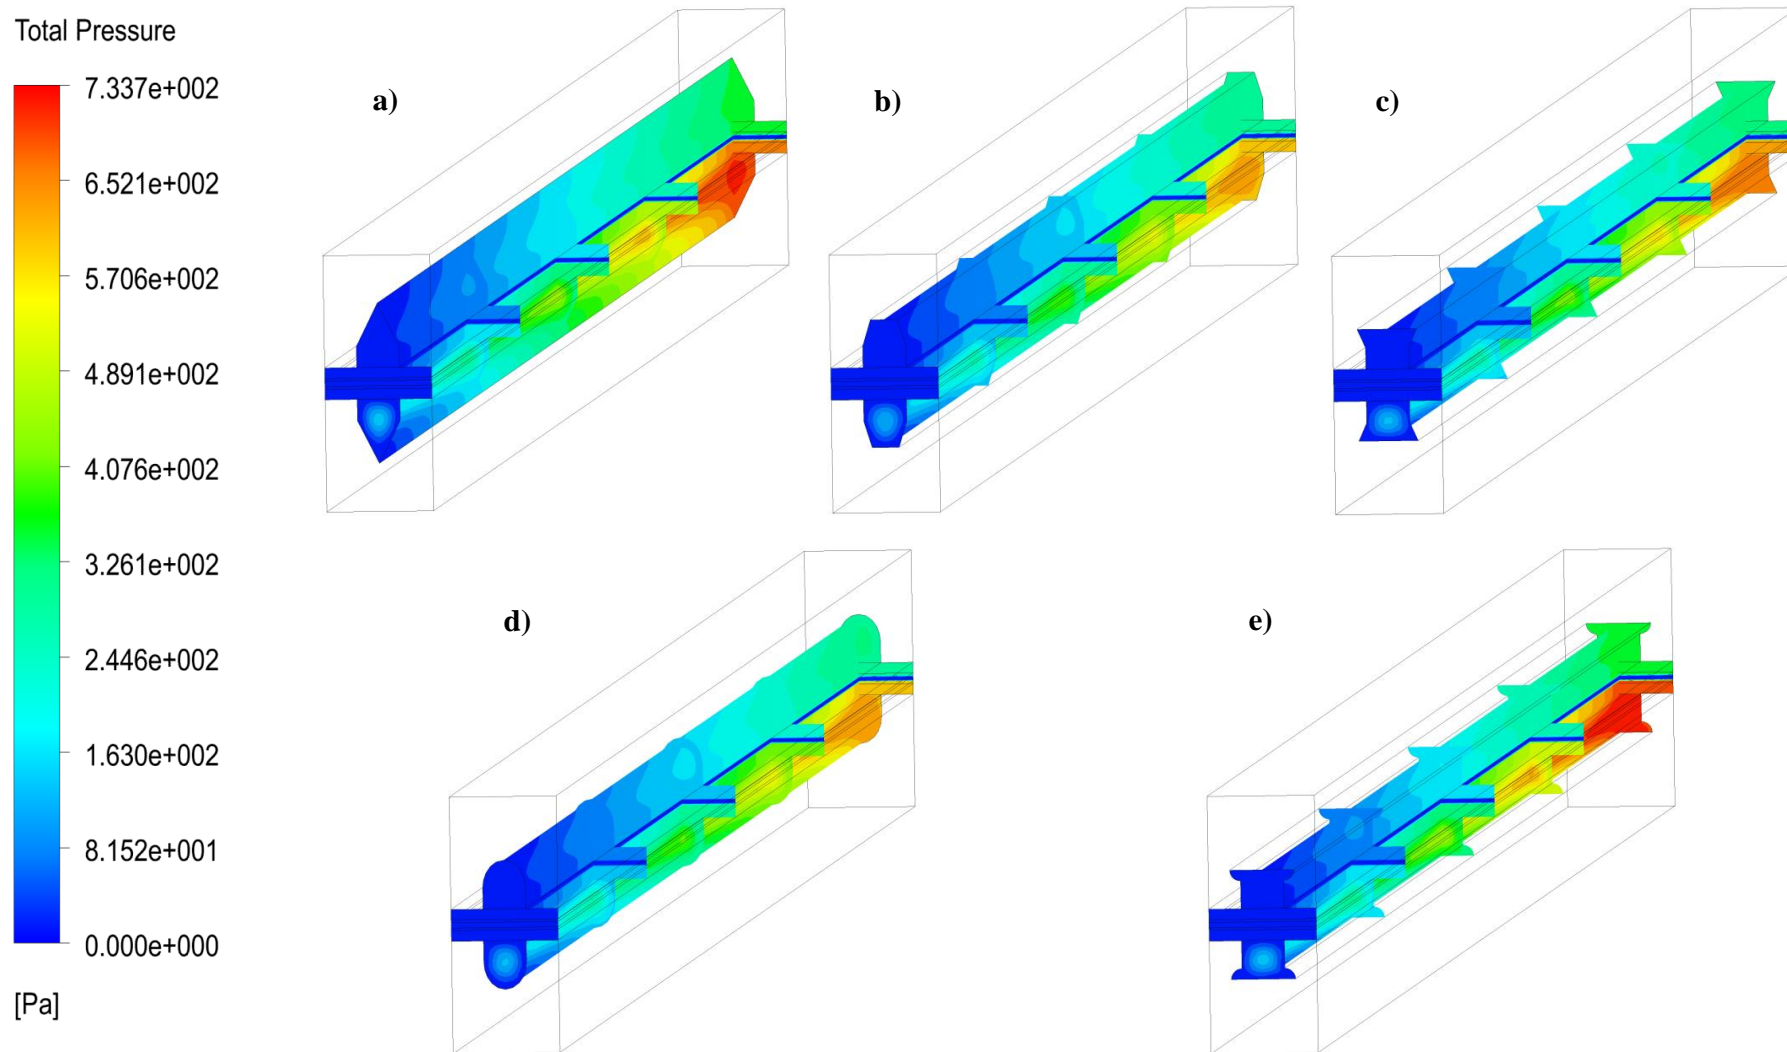 Total Pressure
7.337e+002
6.521e+002
5.706e+002
4.891e+002
4.076e+002
3.261e+002
2.446e+002
1.630e+002
8.152e+001
0.000e+000
[Pa]
a)
b)
c)
d)
e)